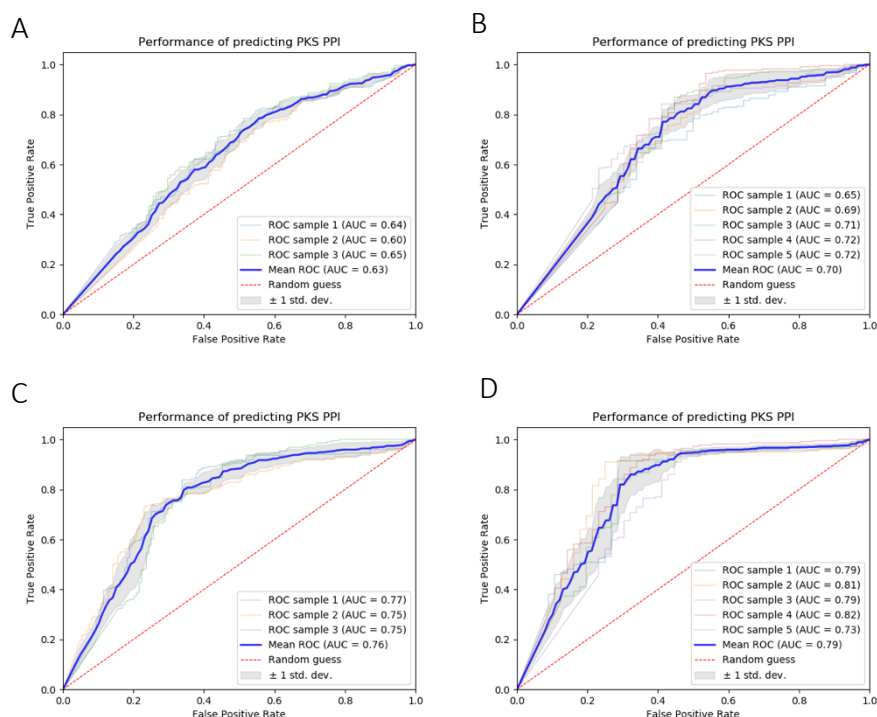 A
Performance of predicting PKS PPI
1.0
0.8
0.6
0.4
0.2
0.0
True Positive Rate
ROC sample 1 (AUC = 0.64)
ROC sample 2 (AUC = 0.60)
ROC sample 3 (AUC = 0.65)
Mean ROC (AUC = 0.63)
Random guess
± 1 std. dev.
0.0 0.2 0.4 0.6 0.8 1.0
False Positive Rate
B
Performance of predicting PKS PPI
1.0
0.8
0.6
0.4
0.2
0.0
True Positive Rate
ROC sample 1 (AUC = 0.65)
ROC sample 2 (AUC = 0.69)
ROC sample 3 (AUC = 0.71)
ROC sample 4 (AUC = 0.72)
ROC sample 5 (AUC = 0.72)
Mean ROC (AUC = 0.70)
Random guess
± 1 std. dev.
0.0 0.2 0.4 0.6 0.8 1.0
False Positive Rate
C
Performance of predicting PKS PPI
1.0
0.8
0.6
0.4
0.2
0.0
True Positive Rate
ROC sample 1 (AUC = 0.77)
ROC sample 2 (AUC = 0.75)
ROC sample 3 (AUC = 0.75)
Mean ROC (AUC = 0.76)
Random guess
± 1 std. dev.
0.0 0.2 0.4 0.6 0.8 1.0
False Positive Rate
D
Performance of predicting PKS PPI
1.0
0.8
0.6
0.4
0.2
0.0
True Positive Rate
ROC sample 1 (AUC = 0.79)
ROC sample 2 (AUC = 0.81)
ROC sample 3 (AUC = 0.79)
ROC sample 4 (AUC = 0.82)
ROC sample 5 (AUC = 0.73)
Mean ROC (AUC = 0.79)
Random guess
± 1 std. dev.
0.0 0.2 0.4 0.6 0.8 1.0
False Positive Rate